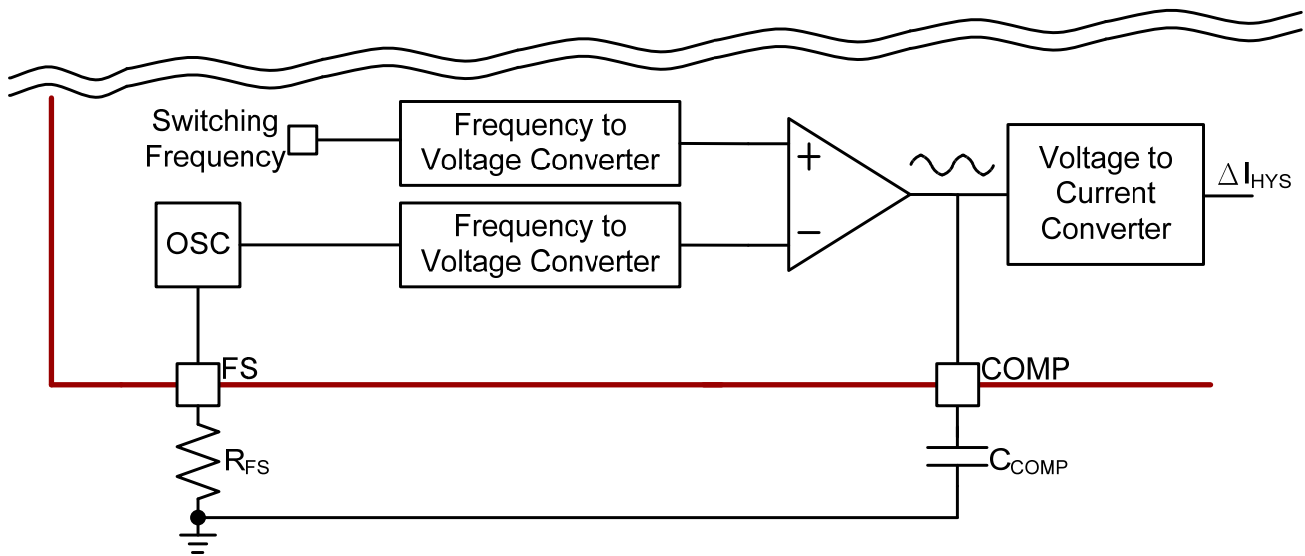 Switching
Frequency
Frequency to
Voltage Converter
+
Voltage to
Current
Converter
Δ I_HYS
OSC
Frequency to
Voltage Converter
−
FS
COMP
R_FS
C_COMP